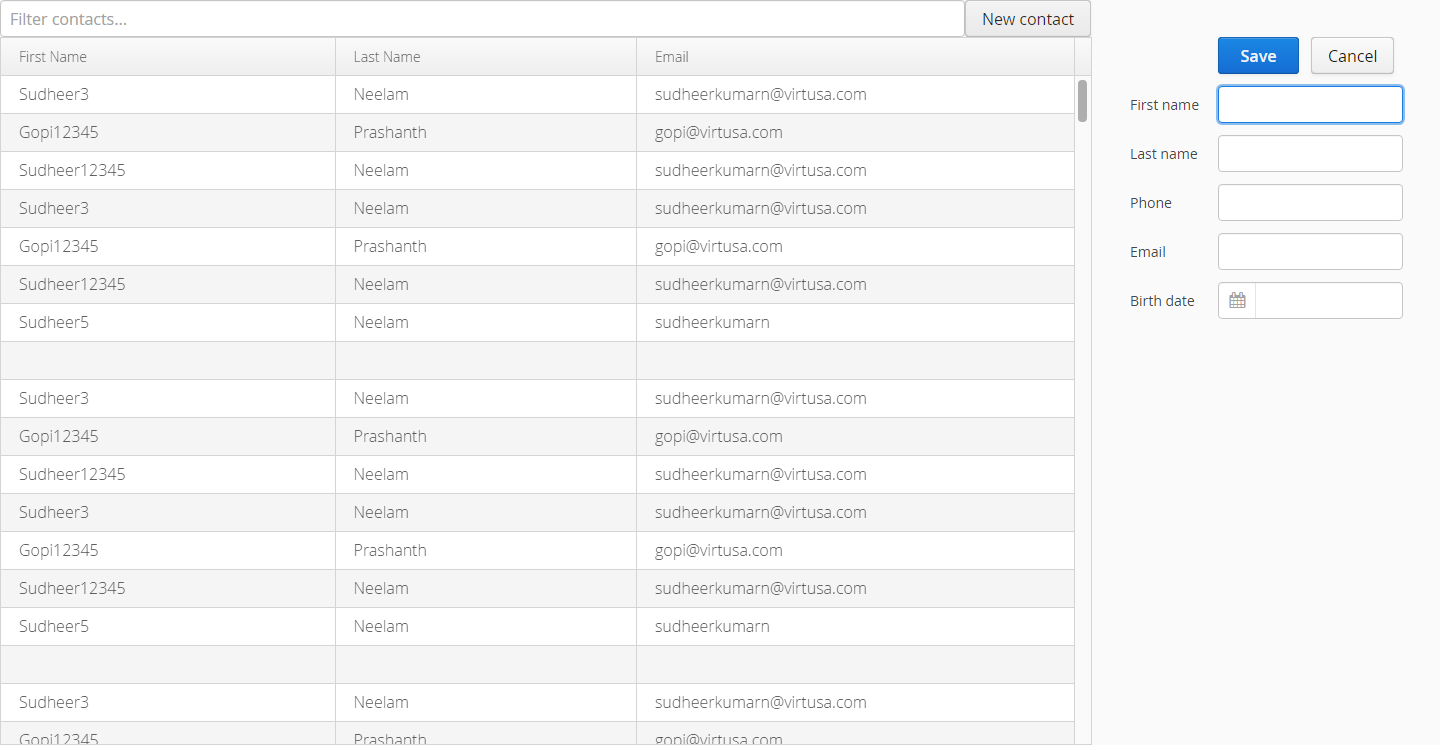 Filter contacts... New contact
First Name Last Name Email
Sudheer3 Neelam sudheerkumarn@virtusa.com
Gopi12345 Prashanth gopi@virtusa.com
Sudheer12345 Neelam sudheerkumarn@virtusa.com
Sudheer3 Neelam sudheerkumarn@virtusa.com
Gopi12345 Prashanth gopi@virtusa.com
Sudheer12345 Neelam sudheerkumarn@virtusa.com
Sudheer5 Neelam sudheerkumarn
Sudheer3 Neelam sudheerkumarn@virtusa.com
Gopi12345 Prashanth gopi@virtusa.com
Sudheer12345 Neelam sudheerkumarn@virtusa.com
Sudheer3 Neelam sudheerkumarn@virtusa.com
Gopi12345 Prashanth gopi@virtusa.com
Sudheer12345 Neelam sudheerkumarn@virtusa.com
Sudheer5 Neelam sudheerkumarn
Sudheer3 Neelam sudheerkumarn@virtusa.com
Gopi12345 Prashanth gopi@virtusa.com
Save Cancel
First name
Last name
Phone
Email
Birth date